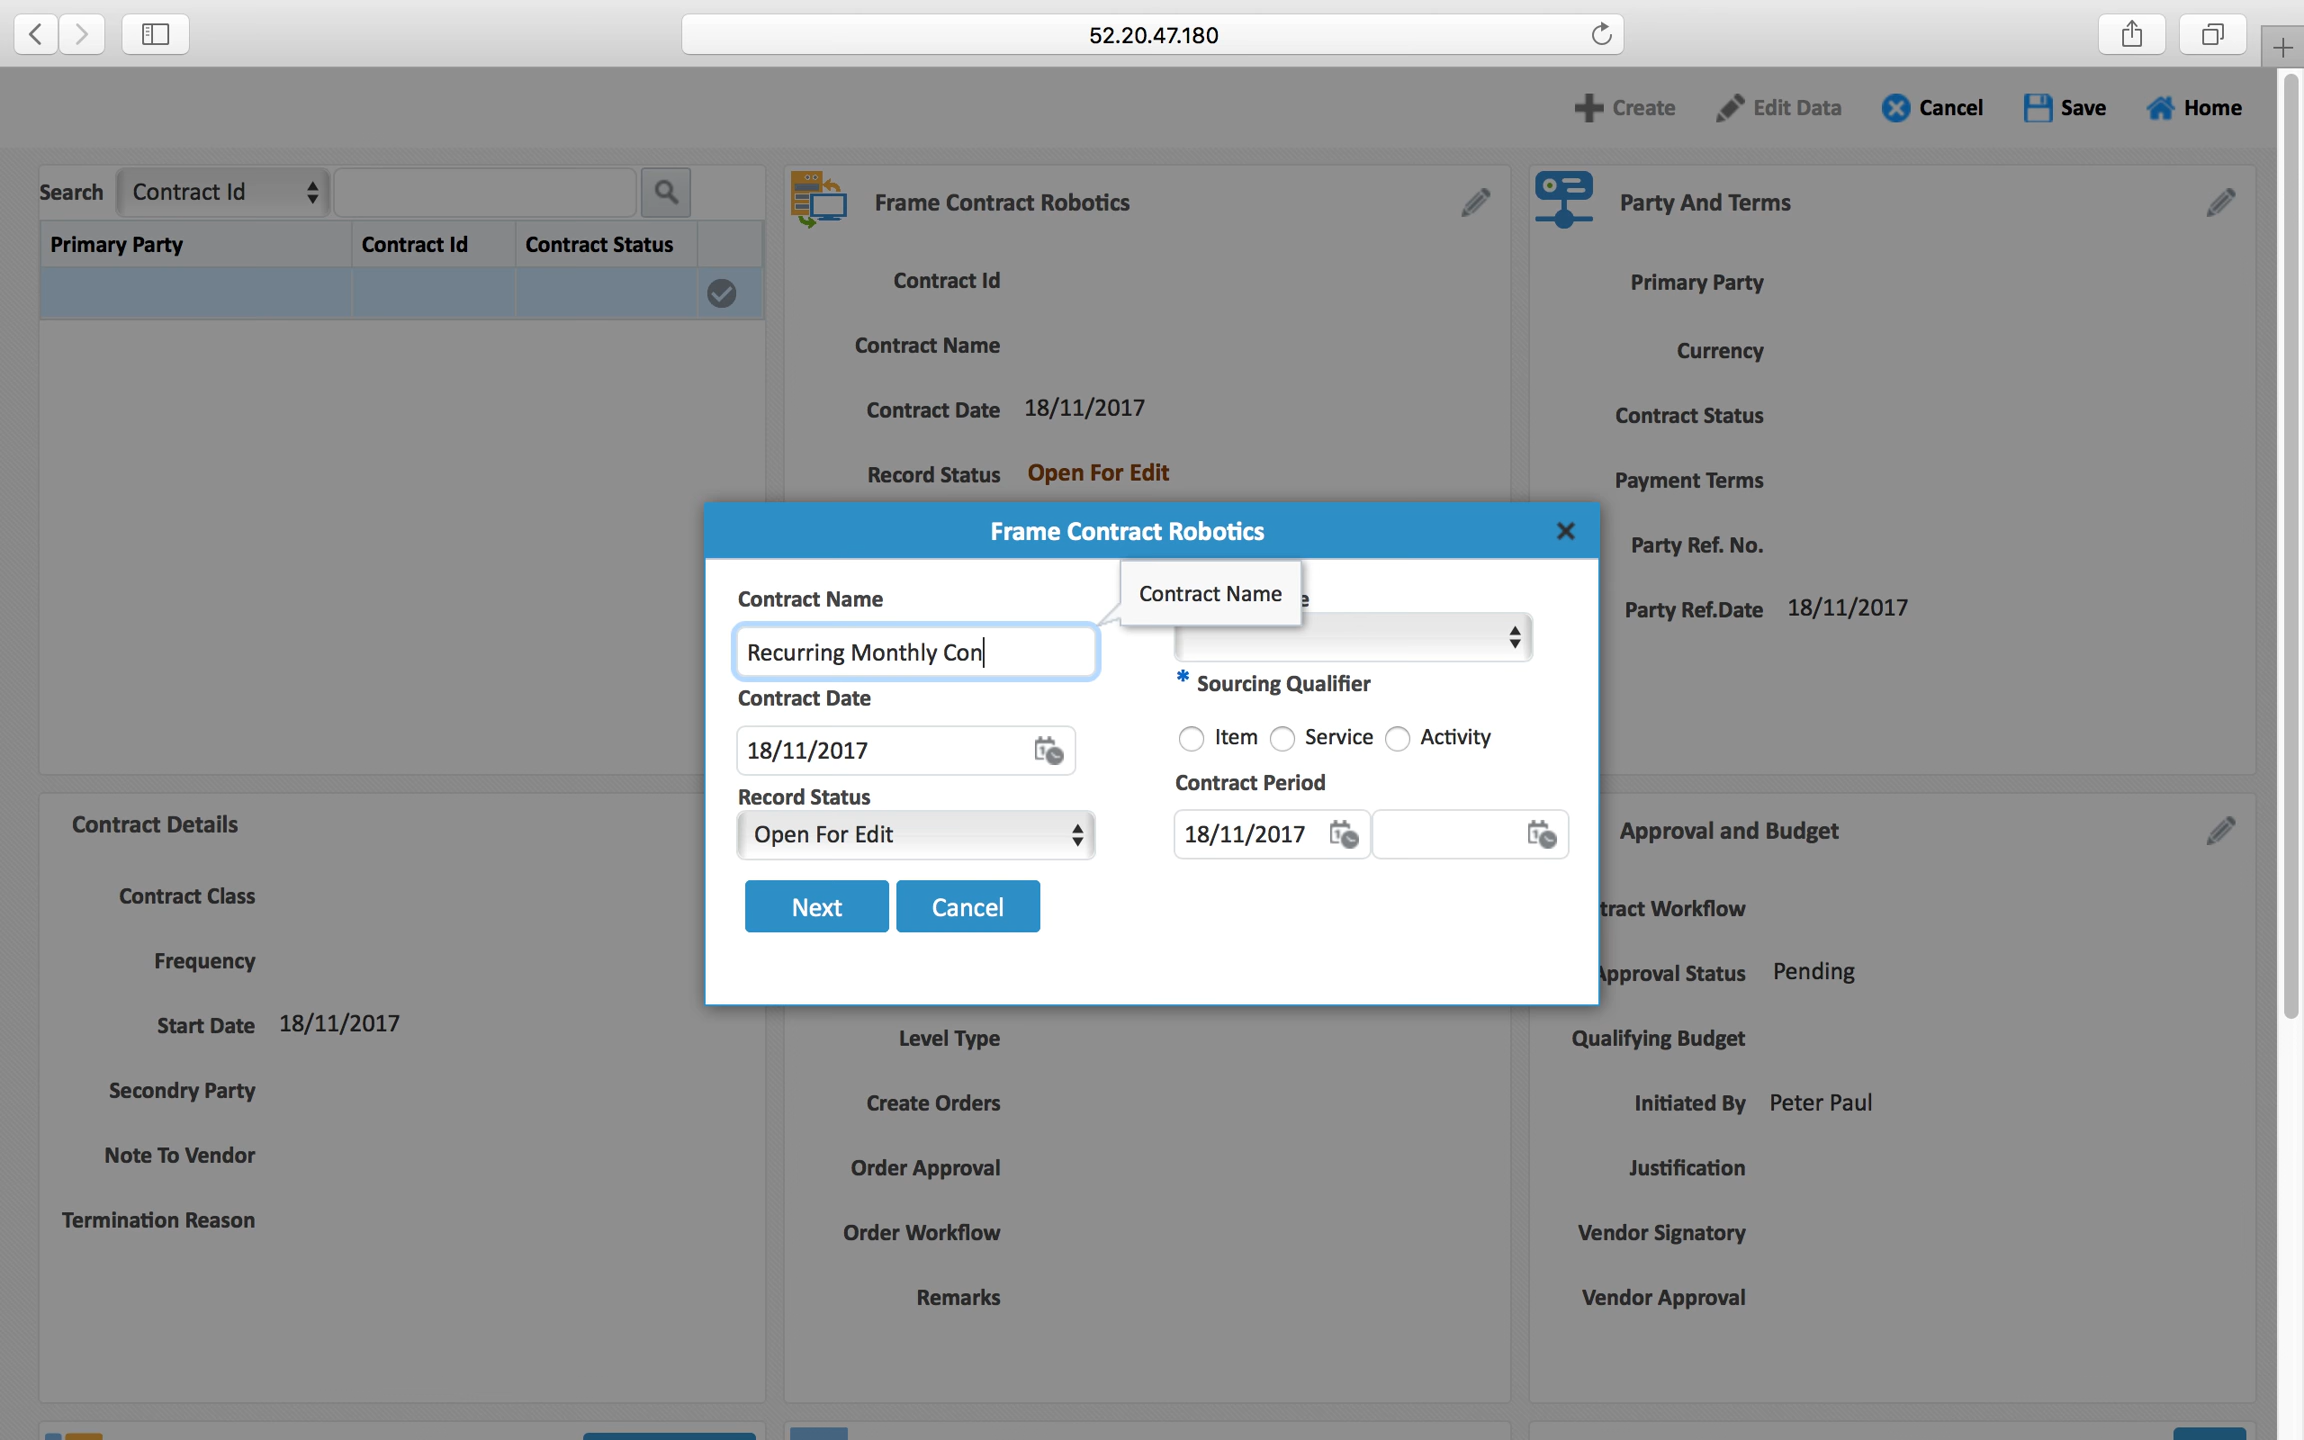 52.20.47.180
Create Edit Data Cancel Save Home
Search Contract Id
Primary Party Contract Id Contract Status
Frame Contract Robotics
Contract Id
Contract Name
Contract Date 18/11/2017
Record Status Open For Edit
Party And Terms
Primary Party
Currency
Contract Status
Payment Terms
Party Ref. No.
Party Ref.Date 18/11/2017
Frame Contract Robotics
Contract Name
Contract Name
Recurring Monthly Con
Contract Date
18/11/2017
Record Status
Open For Edit
* Sourcing Qualifier
Item Service Activity
Contract Period
18/11/2017
Next Cancel
Contract Details
Contract Class
Frequency
Start Date 18/11/2017
Secondry Party
Note To Vendor
Termination Reason
Level Type
Create Orders
Order Approval
Order Workflow
Remarks
Approval and Budget
tract Workflow
Approval Status Pending
Qualifying Budget
Initiated By Peter Paul
Justification
Vendor Signatory
Vendor Approval